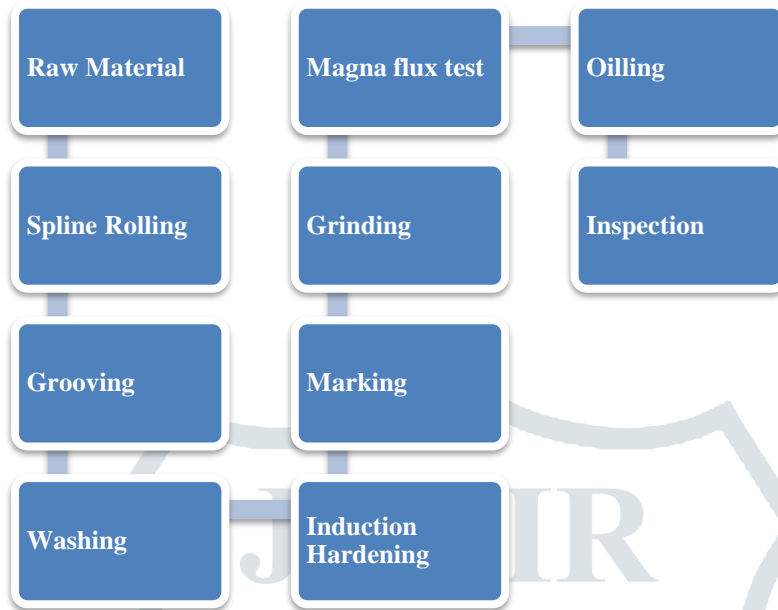 Raw Material
Spline Rolling
Grooving
Washing
Induction
Hardening
Marking
Grinding
Magna flux test
Oilling
Inspection